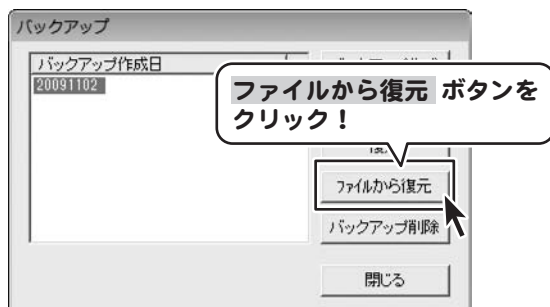 バックアップ
バックアップ作成日
20091102
ファイルから復元 ボタンを
クリック！
ファイルから復元
バックアップ削除
閉じる